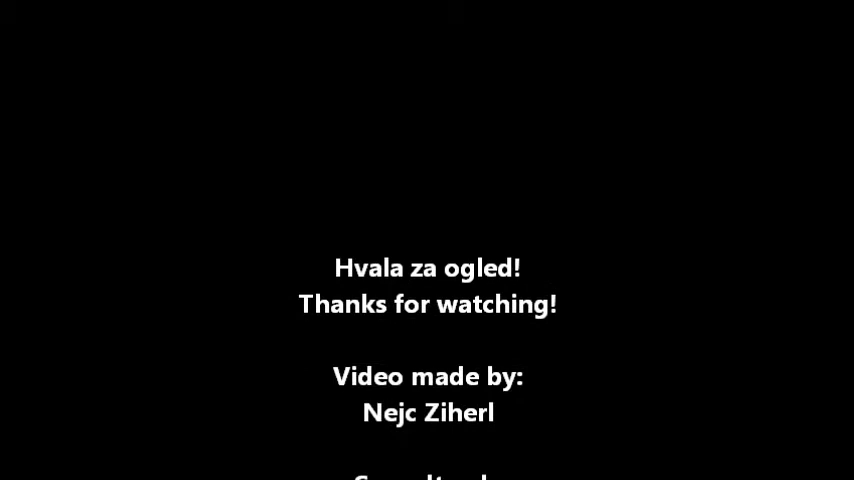 Hvala za ogled!
Thanks for watching!
Video made by:
Nejc Ziherl